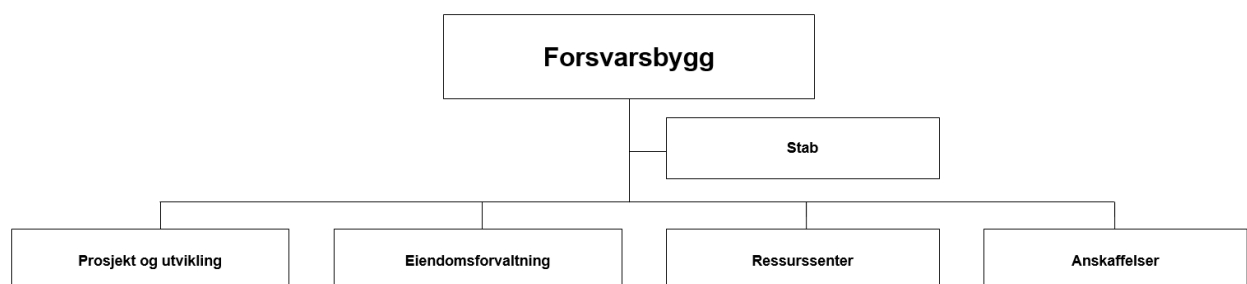 Forsvarsbygg
Stab
Prosjekt og utvikling
Eiendomsforvaltning
Ressurssenter
Anskaffelser